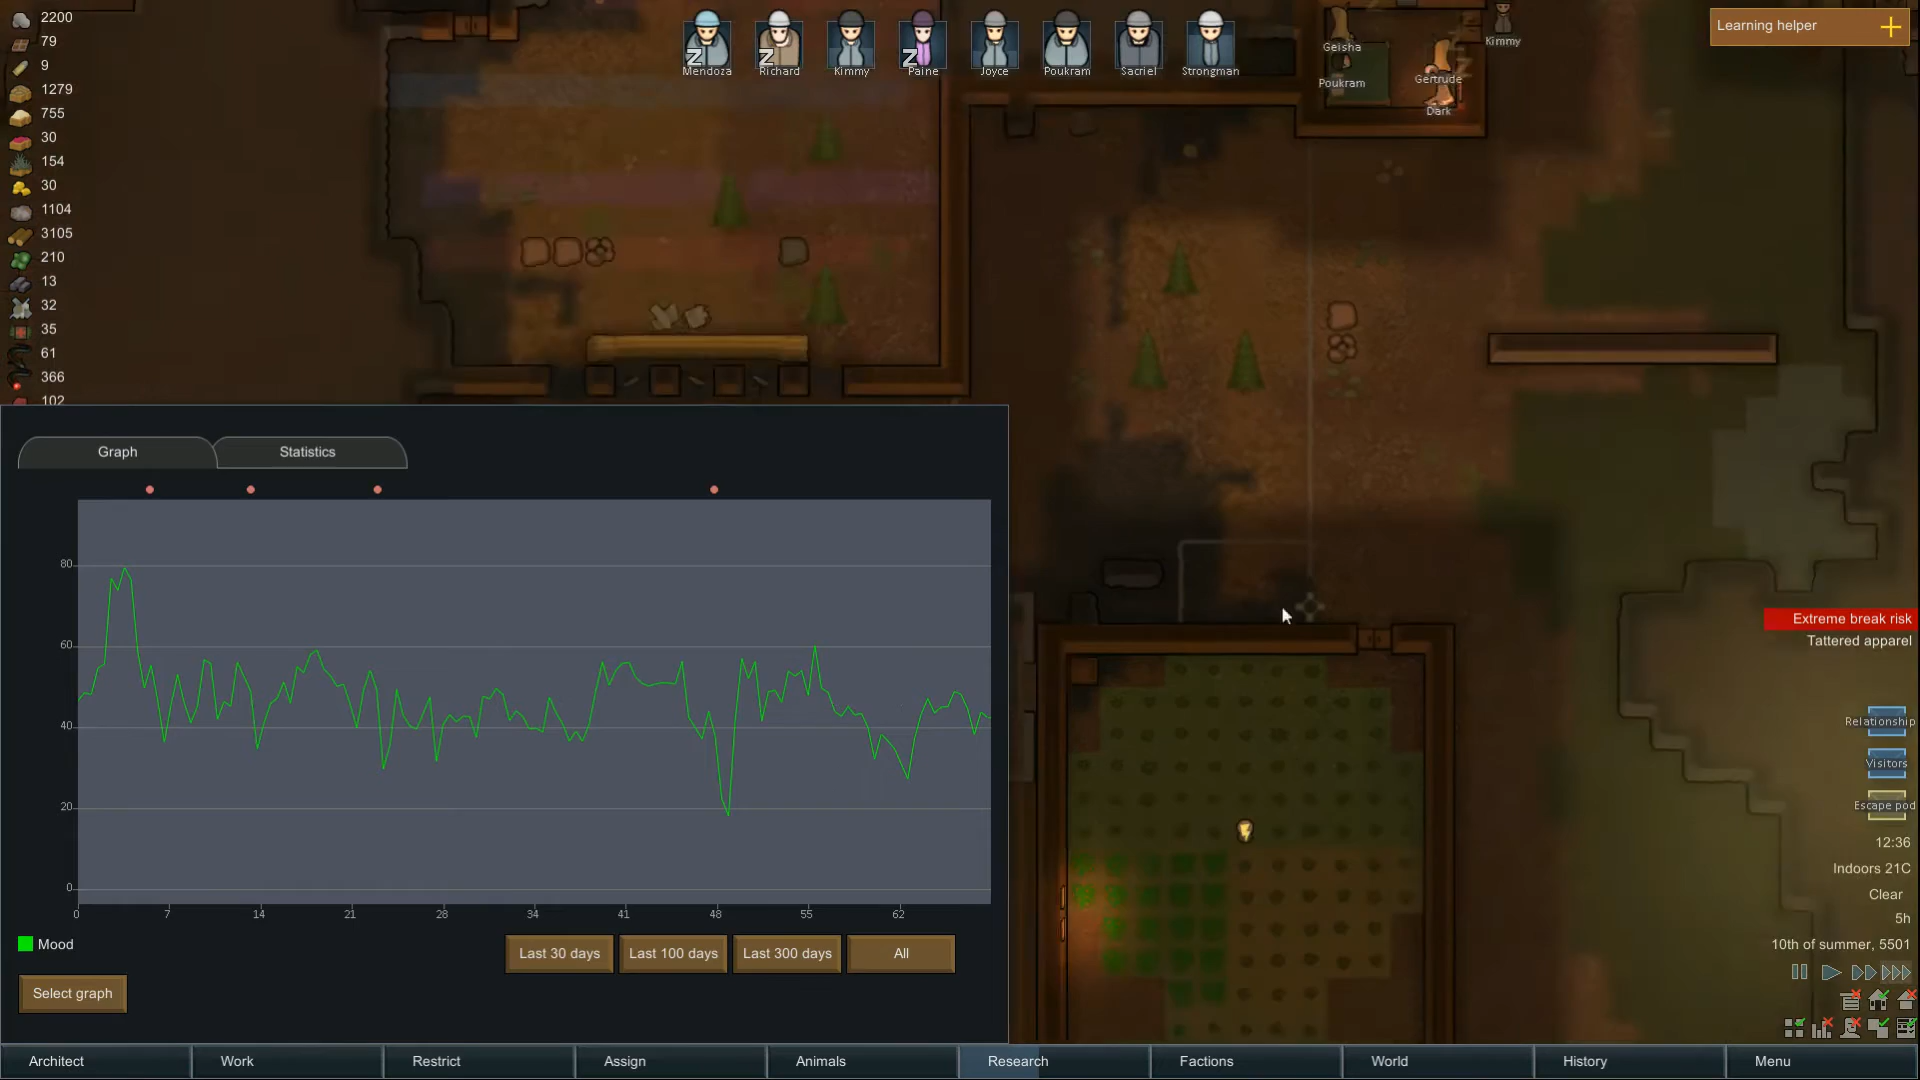 2200
79
9
1279
755
30
154
30
1104
3105
210
13
32
35
61
366
102
Mendoza
Richard
Kimmy
Paine
Joyce
Poukram
Sacriel
Strongman
Z
Z
Z
Geisha
Poukram
Gertrude
Dark
Kimmy
Learning helper
Graph
Statistics
80
60
40
20
0
0
7
14
21
28
34
41
48
55
62
Mood
Last 30 days
Last 100 days
Last 300 days
All
Select graph
Extreme break risk
Tattered apparel
Relationship
Visitors
Escape pod
12:36
Indoors 21C
Clear
5h
10th of summer, 5501
Architect
Work
Restrict
Assign
Animals
Research
Factions
World
History
Menu